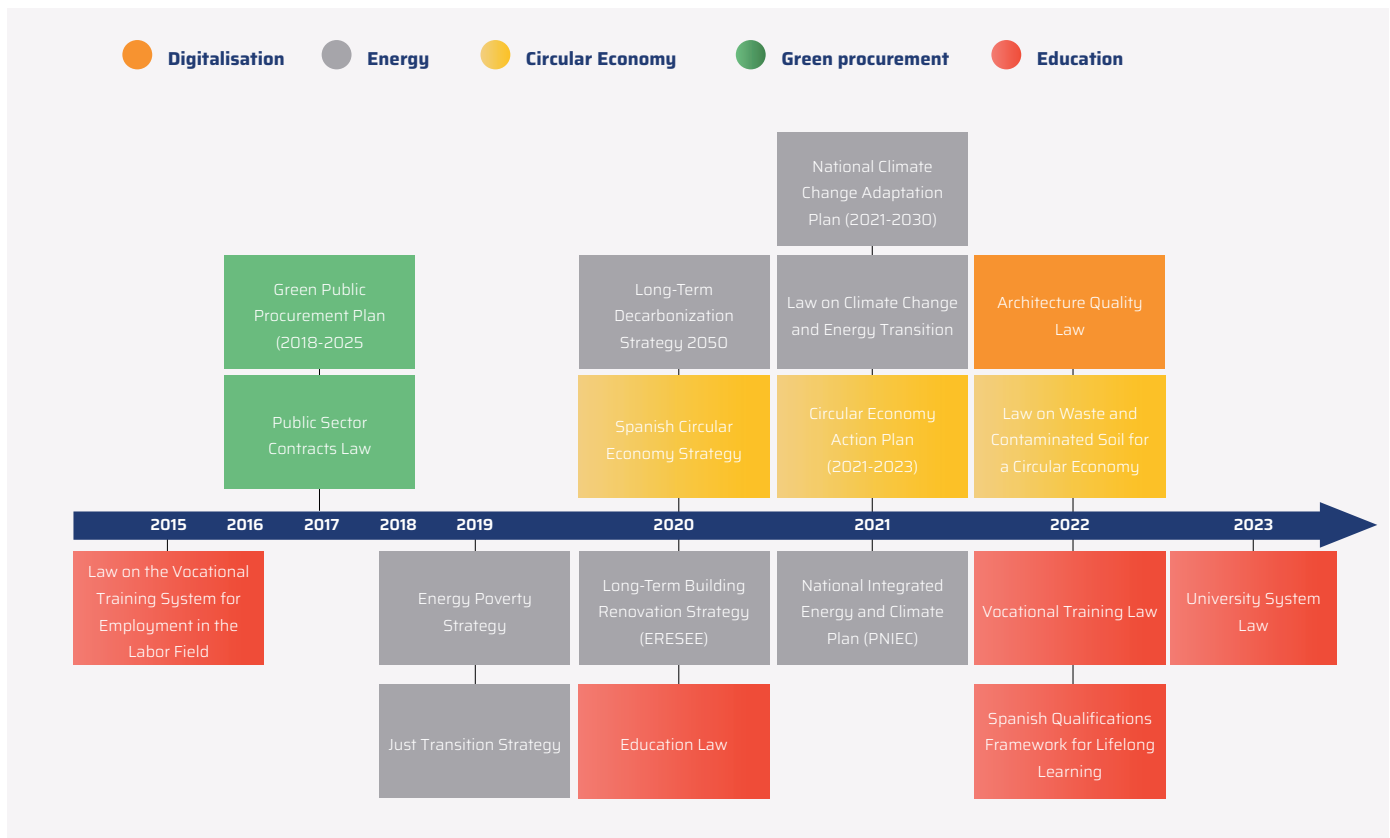 Digitalisation
Energy
Circular Economy
Green procurement
Education
National Climate
Change Adaptation
Plan (2021-2030)
Green Public
Procurement Plan
(2018-2025
Long-Term
Decarbonization
Strategy 2050
Law on Climate Change
and Energy Transition
Architecture Quality
Law
Public Sector
Contracts Law
Spanish Circular
Economy Strategy
Circular Economy
Action Plan
(2021-2023)
Law on Waste and
Contaminated Soil for
a Circular Economy
2015
2016
2017
2018
2019
2020
2021
2022
2023
Law on the Vocational
Training System for
Employment in the
Labor Field
Energy Poverty
Strategy
Long-Term Building
Renovation Strategy
(ERESEE)
National Integrated
Energy and Climate
Plan (PNIEC)
Vocational Training Law
University System
Law
Just Transition Strategy
Education Law
Spanish Qualifications
Framework for Lifelong
Learning